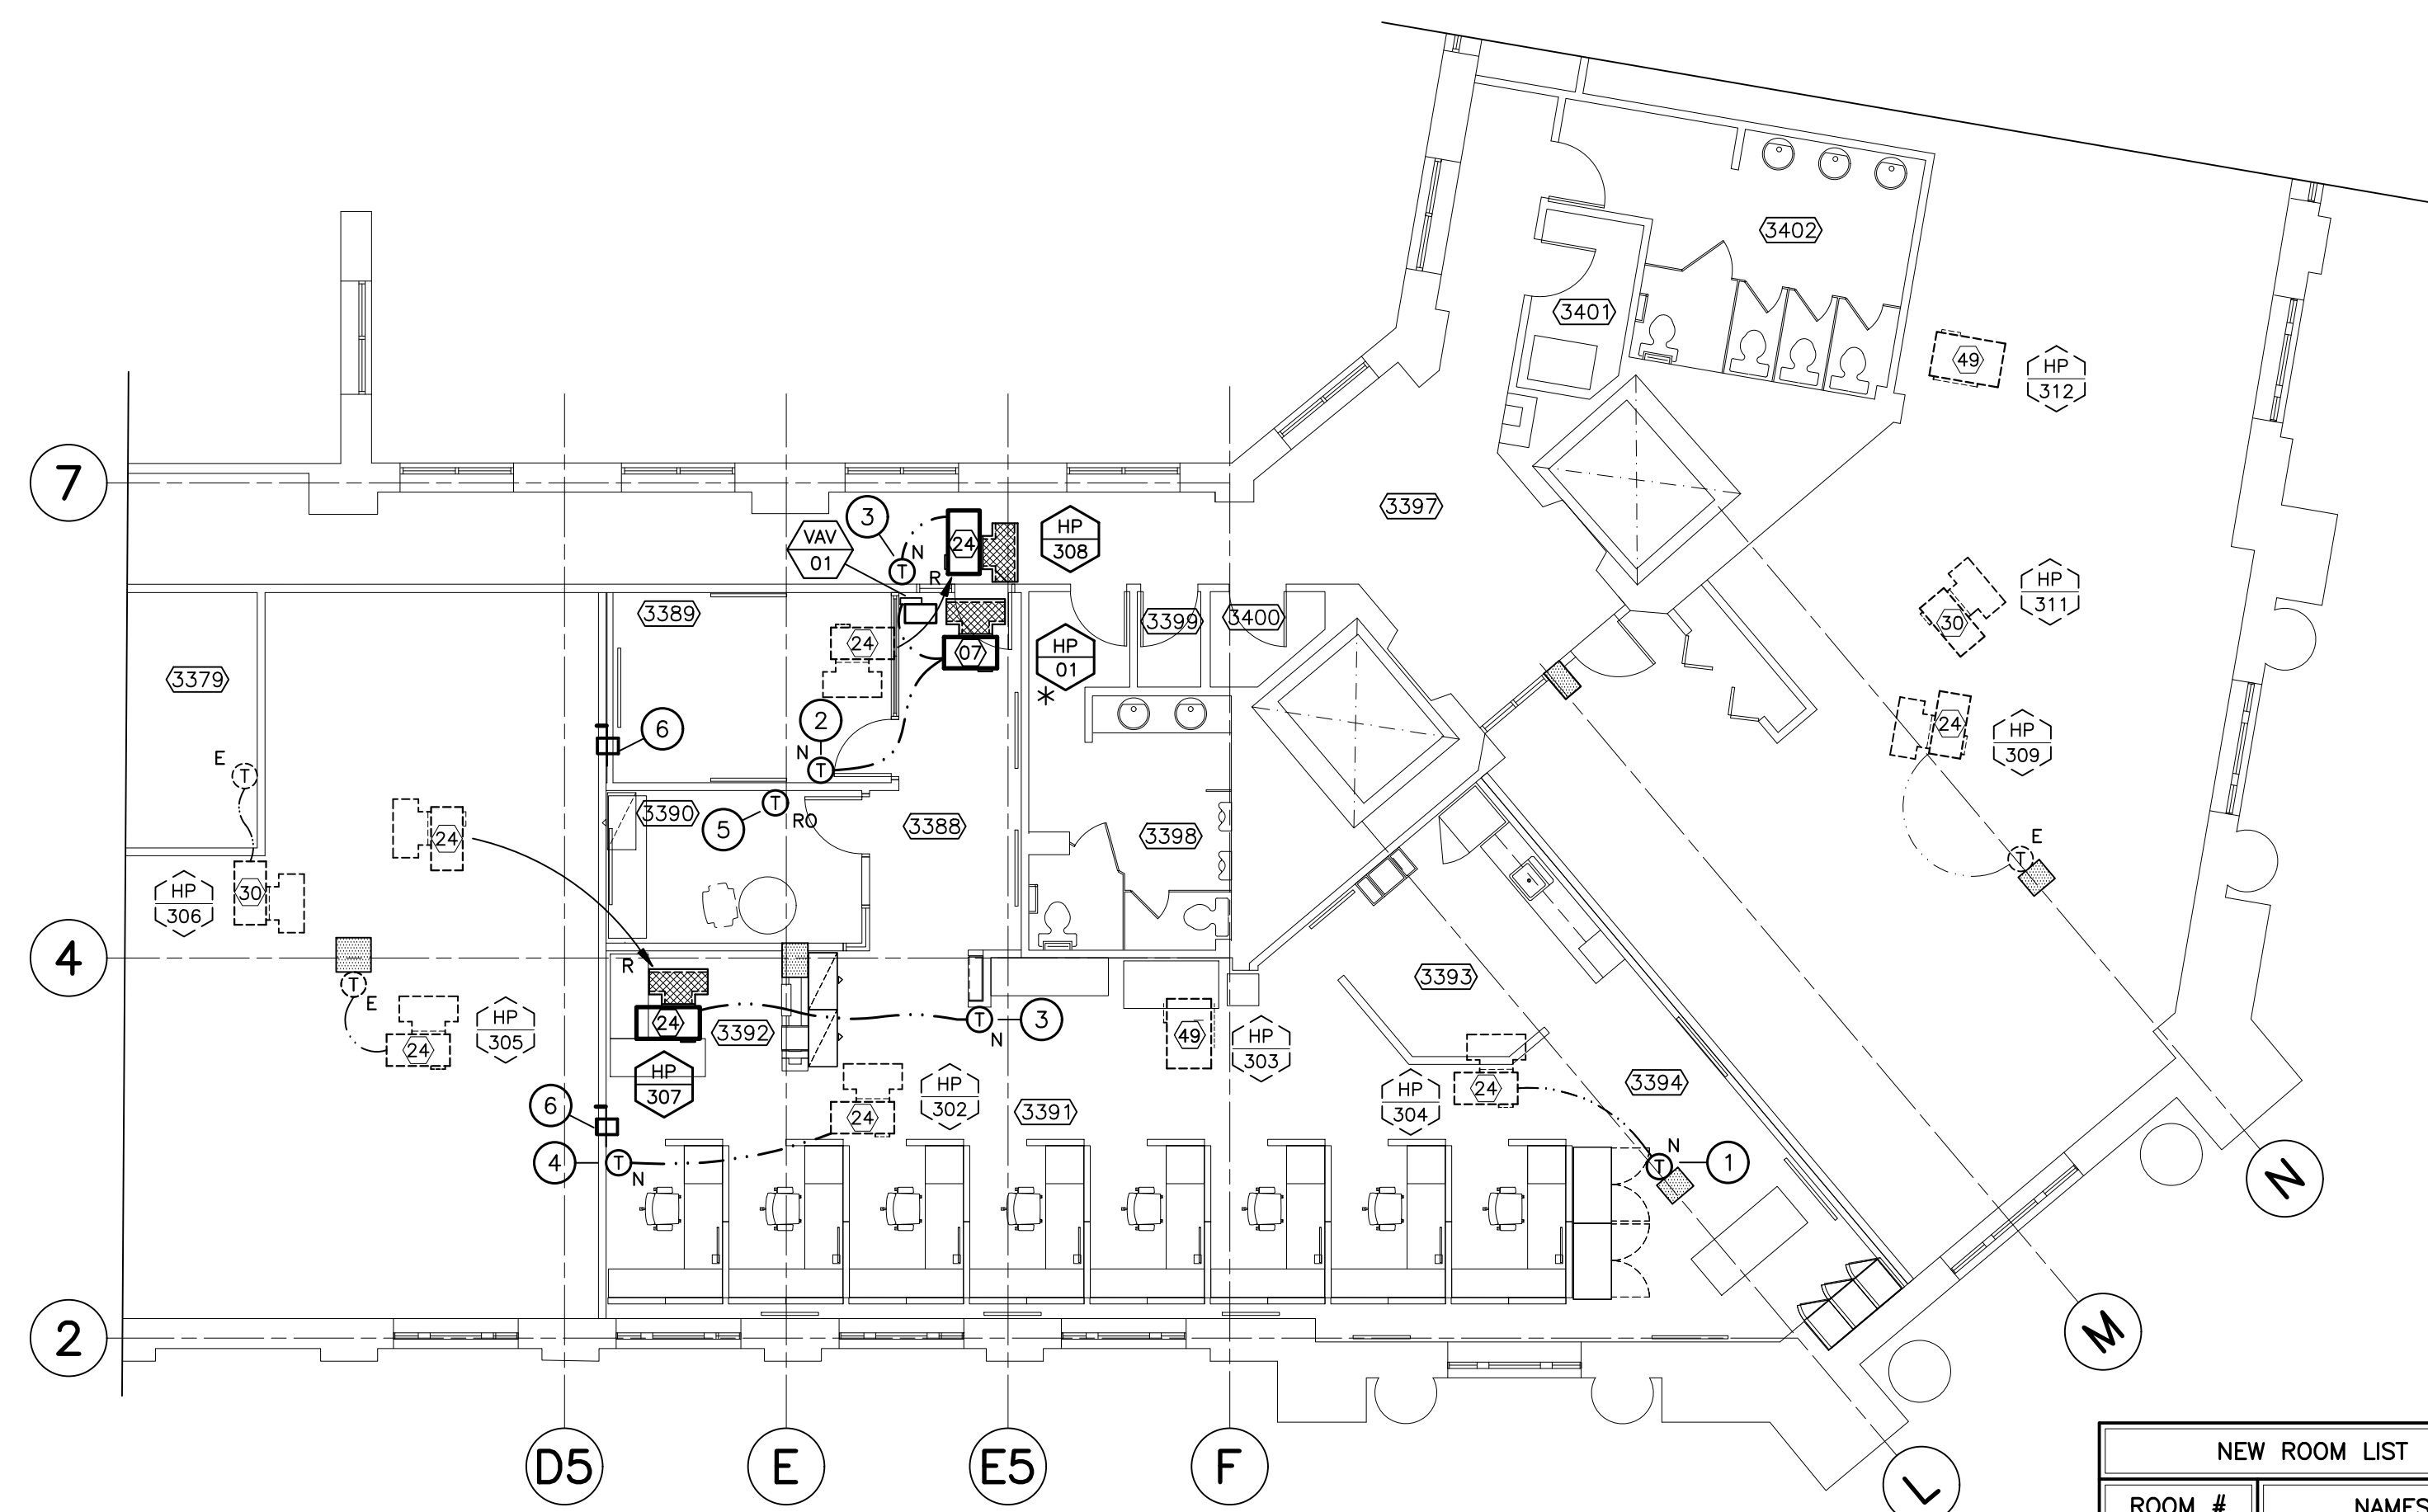 3402
3401
49
HP
312
7
3
VAV
01
N
24
HP
308
R
T
3397
3389
24
3399
3400
07
HP
01
*
30
HP
311
3379
2
6
N
T
24
HP
309
E
T
3390
T
5
RO
3388
3398
E
T
24
HP
306
30
4
R
T
E
24
HP
305
24
3392
T
N
3
49
HP
303
3393
HP
307
24
HP
302
3391
HP
304
24
3394
6
4
T
N
N
T
1
N
2
M
D5
E
E5
F
L
NEW ROOM LIST
ROOM #
NAMES